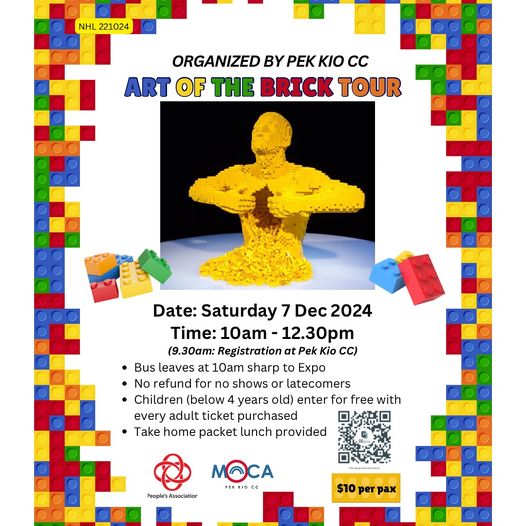 NHL 221024
ORGANIZED BY PEK KIO CC
ART OF THE BRICK TOUR
Date: Saturday 7 Dec 2024
Time: 10am - 12.30pm
(9.30am: Registration at Pek Kio CC)
• Bus leaves at 10am sharp to Expo
• No refund for no shows or latecomers
• Children (below 4 years old) enter for free with
every adult ticket purchased
• Take home packet lunch provided
People's Association
MOCA
PEK KIO CC
$10 per pax